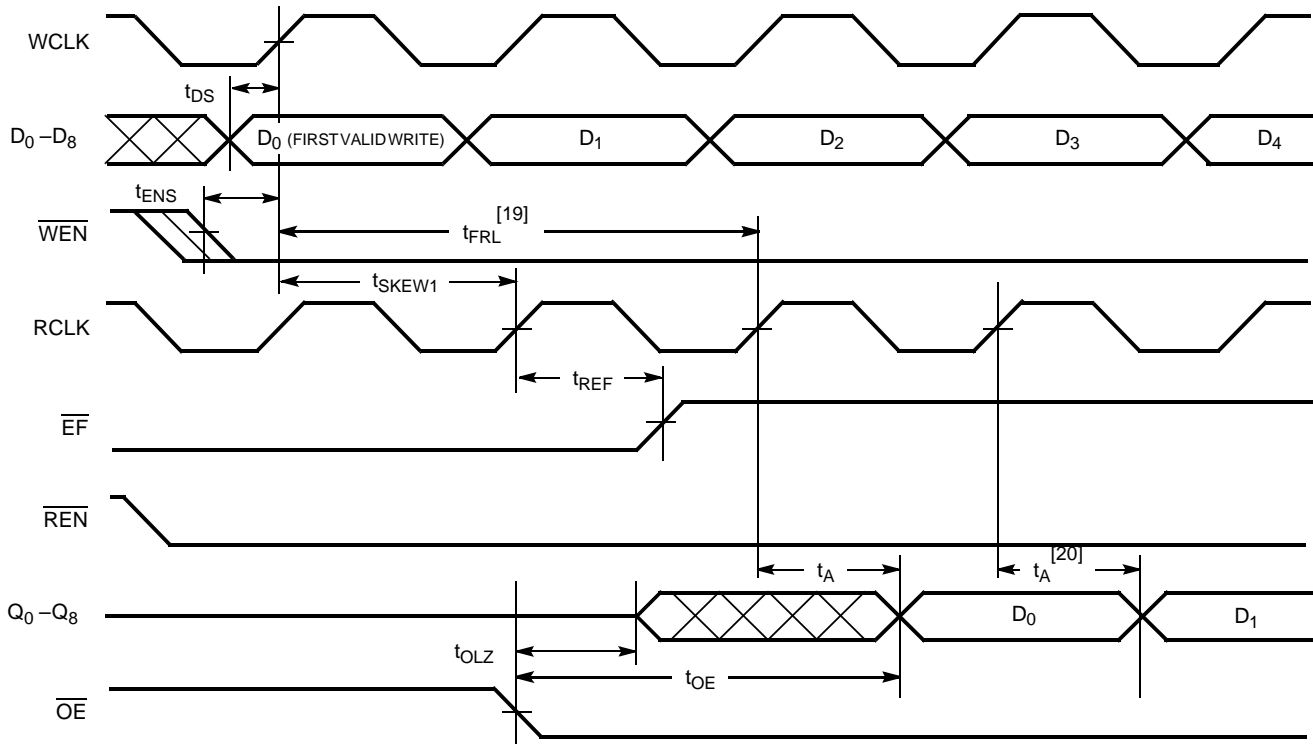 WCLK
tDS
D0 –D8
D0 (FIRST VALID WRITE)
D1
D2
D3
D4
tENS
WEN
tFRL [19]
tSKEW1
RCLK
tREF
EF
REN
tA
tA [20]
Q0 –Q8
D0
D1
tOLZ
tOE
OE